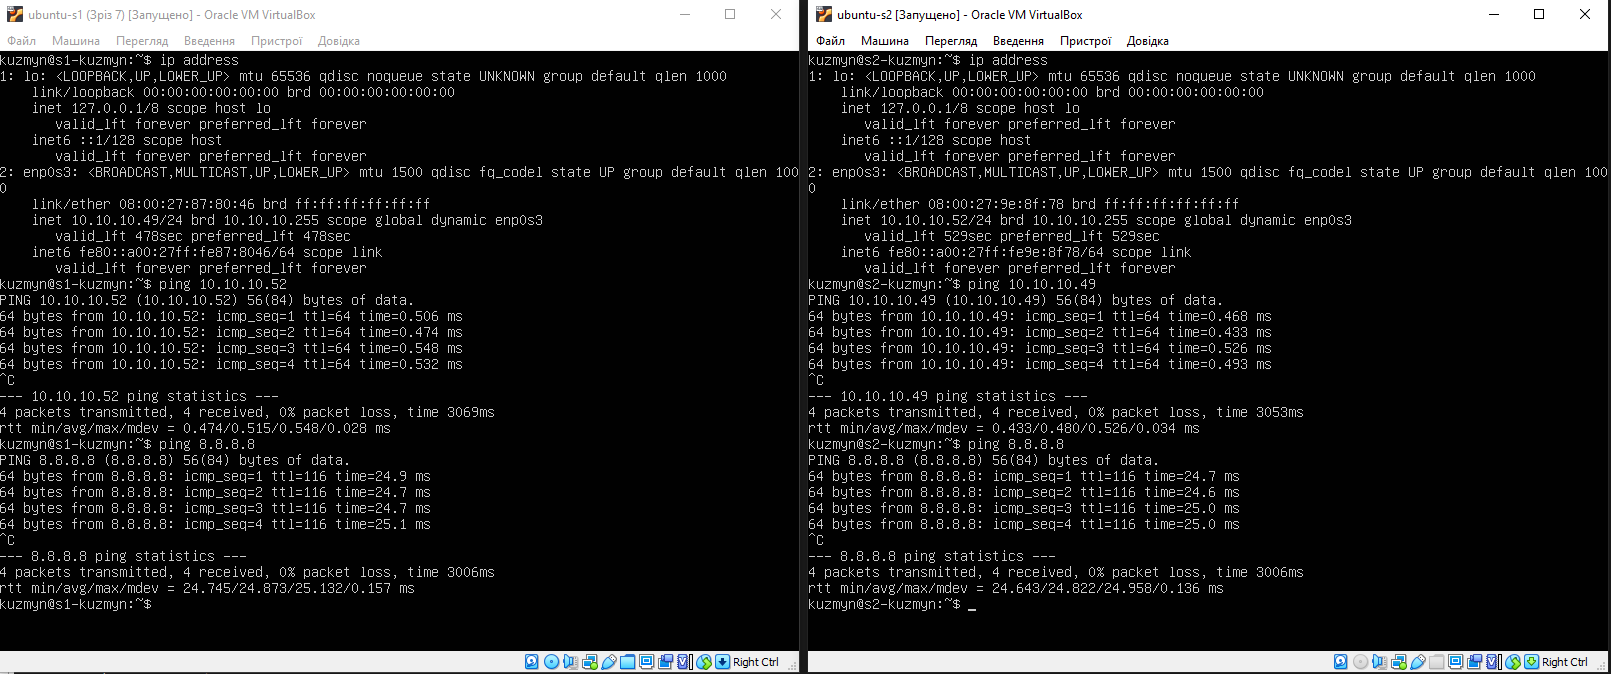 ubuntu-s1 (Зріз 7) [Запущено] - Oracle VM VirtualBox
Файл Машина Перегляд Введення Пристрої Довідка
kuzmyn@s1-kuzmyn:~$ ip address
1: lo: <LOOPBACK,UP,LOWER_UP> mtu 65536 qdisc noqueue state UNKNOWN group default qlen 1000
    link/loopback 00:00:00:00:00:00 brd 00:00:00:00:00:00
    inet 127.0.0.1/8 scope host lo
       valid_lft forever preferred_lft forever
    inet6 ::1/128 scope host
       valid_lft forever preferred_lft forever
2: enp0s3: <BROADCAST,MULTICAST,UP,LOWER_UP> mtu 1500 qdisc fq_codel state UP group default qlen 100
0
    link/ether 08:00:27:87:80:46 brd ff:ff:ff:ff:ff:ff
    inet 10.10.10.49/24 brd 10.10.10.255 scope global dynamic enp0s3
       valid_lft 478sec preferred_lft 478sec
    inet6 fe80::a00:27ff:fe87:8046/64 scope link
       valid_lft forever preferred_lft forever
kuzmyn@s1-kuzmyn:~$ ping 10.10.10.52
PING 10.10.10.52 (10.10.10.52) 56(84) bytes of data.
64 bytes from 10.10.10.52: icmp_seq=1 ttl=64 time=0.506 ms
64 bytes from 10.10.10.52: icmp_seq=2 ttl=64 time=0.474 ms
64 bytes from 10.10.10.52: icmp_seq=3 ttl=64 time=0.548 ms
64 bytes from 10.10.10.52: icmp_seq=4 ttl=64 time=0.532 ms
^C
--- 10.10.10.52 ping statistics ---
4 packets transmitted, 4 received, 0% packet loss, time 3069ms
rtt min/avg/max/mdev = 0.474/0.515/0.548/0.028 ms
kuzmyn@s1-kuzmyn:~$ ping 8.8.8.8
PING 8.8.8.8 (8.8.8.8) 56(84) bytes of data.
64 bytes from 8.8.8.8: icmp_seq=1 ttl=116 time=24.9 ms
64 bytes from 8.8.8.8: icmp_seq=2 ttl=116 time=24.7 ms
64 bytes from 8.8.8.8: icmp_seq=3 ttl=116 time=24.7 ms
64 bytes from 8.8.8.8: icmp_seq=4 ttl=116 time=25.1 ms
^C
--- 8.8.8.8 ping statistics ---
4 packets transmitted, 4 received, 0% packet loss, time 3006ms
rtt min/avg/max/mdev = 24.745/24.873/25.132/0.157 ms
kuzmyn@s1-kuzmyn:~$
Right Ctrl
ubuntu-s2 [Запущено] - Oracle VM VirtualBox
Файл Машина Перегляд Введення Пристрої Довідка
kuzmyn@s2-kuzmyn:~$ ip address
1: lo: <LOOPBACK,UP,LOWER_UP> mtu 65536 qdisc noqueue state UNKNOWN group default qlen 1000
    link/loopback 00:00:00:00:00:00 brd 00:00:00:00:00:00
    inet 127.0.0.1/8 scope host lo
       valid_lft forever preferred_lft forever
    inet6 ::1/128 scope host
       valid_lft forever preferred_lft forever
2: enp0s3: <BROADCAST,MULTICAST,UP,LOWER_UP> mtu 1500 qdisc fq_codel state UP group default qlen 100
0
    link/ether 08:00:27:9e:8f:78 brd ff:ff:ff:ff:ff:ff
    inet 10.10.10.52/24 brd 10.10.10.255 scope global dynamic enp0s3
       valid_lft 529sec preferred_lft 529sec
    inet6 fe80::a00:27ff:fe9e:8f78/64 scope link
       valid_lft forever preferred_lft forever
kuzmyn@s2-kuzmyn:~$ ping 10.10.10.49
PING 10.10.10.49 (10.10.10.49) 56(84) bytes of data.
64 bytes from 10.10.10.49: icmp_seq=1 ttl=64 time=0.468 ms
64 bytes from 10.10.10.49: icmp_seq=2 ttl=64 time=0.433 ms
64 bytes from 10.10.10.49: icmp_seq=3 ttl=64 time=0.526 ms
64 bytes from 10.10.10.49: icmp_seq=4 ttl=64 time=0.493 ms
^C
--- 10.10.10.49 ping statistics ---
4 packets transmitted, 4 received, 0% packet loss, time 3053ms
rtt min/avg/max/mdev = 0.433/0.480/0.526/0.034 ms
kuzmyn@s2-kuzmyn:~$ ping 8.8.8.8
PING 8.8.8.8 (8.8.8.8) 56(84) bytes of data.
64 bytes from 8.8.8.8: icmp_seq=1 ttl=116 time=24.7 ms
64 bytes from 8.8.8.8: icmp_seq=2 ttl=116 time=24.6 ms
64 bytes from 8.8.8.8: icmp_seq=3 ttl=116 time=25.0 ms
64 bytes from 8.8.8.8: icmp_seq=4 ttl=116 time=25.0 ms
^C
--- 8.8.8.8 ping statistics ---
4 packets transmitted, 4 received, 0% packet loss, time 3006ms
rtt min/avg/max/mdev = 24.643/24.822/24.958/0.136 ms
kuzmyn@s2-kuzmyn:~$ _
Right Ctrl